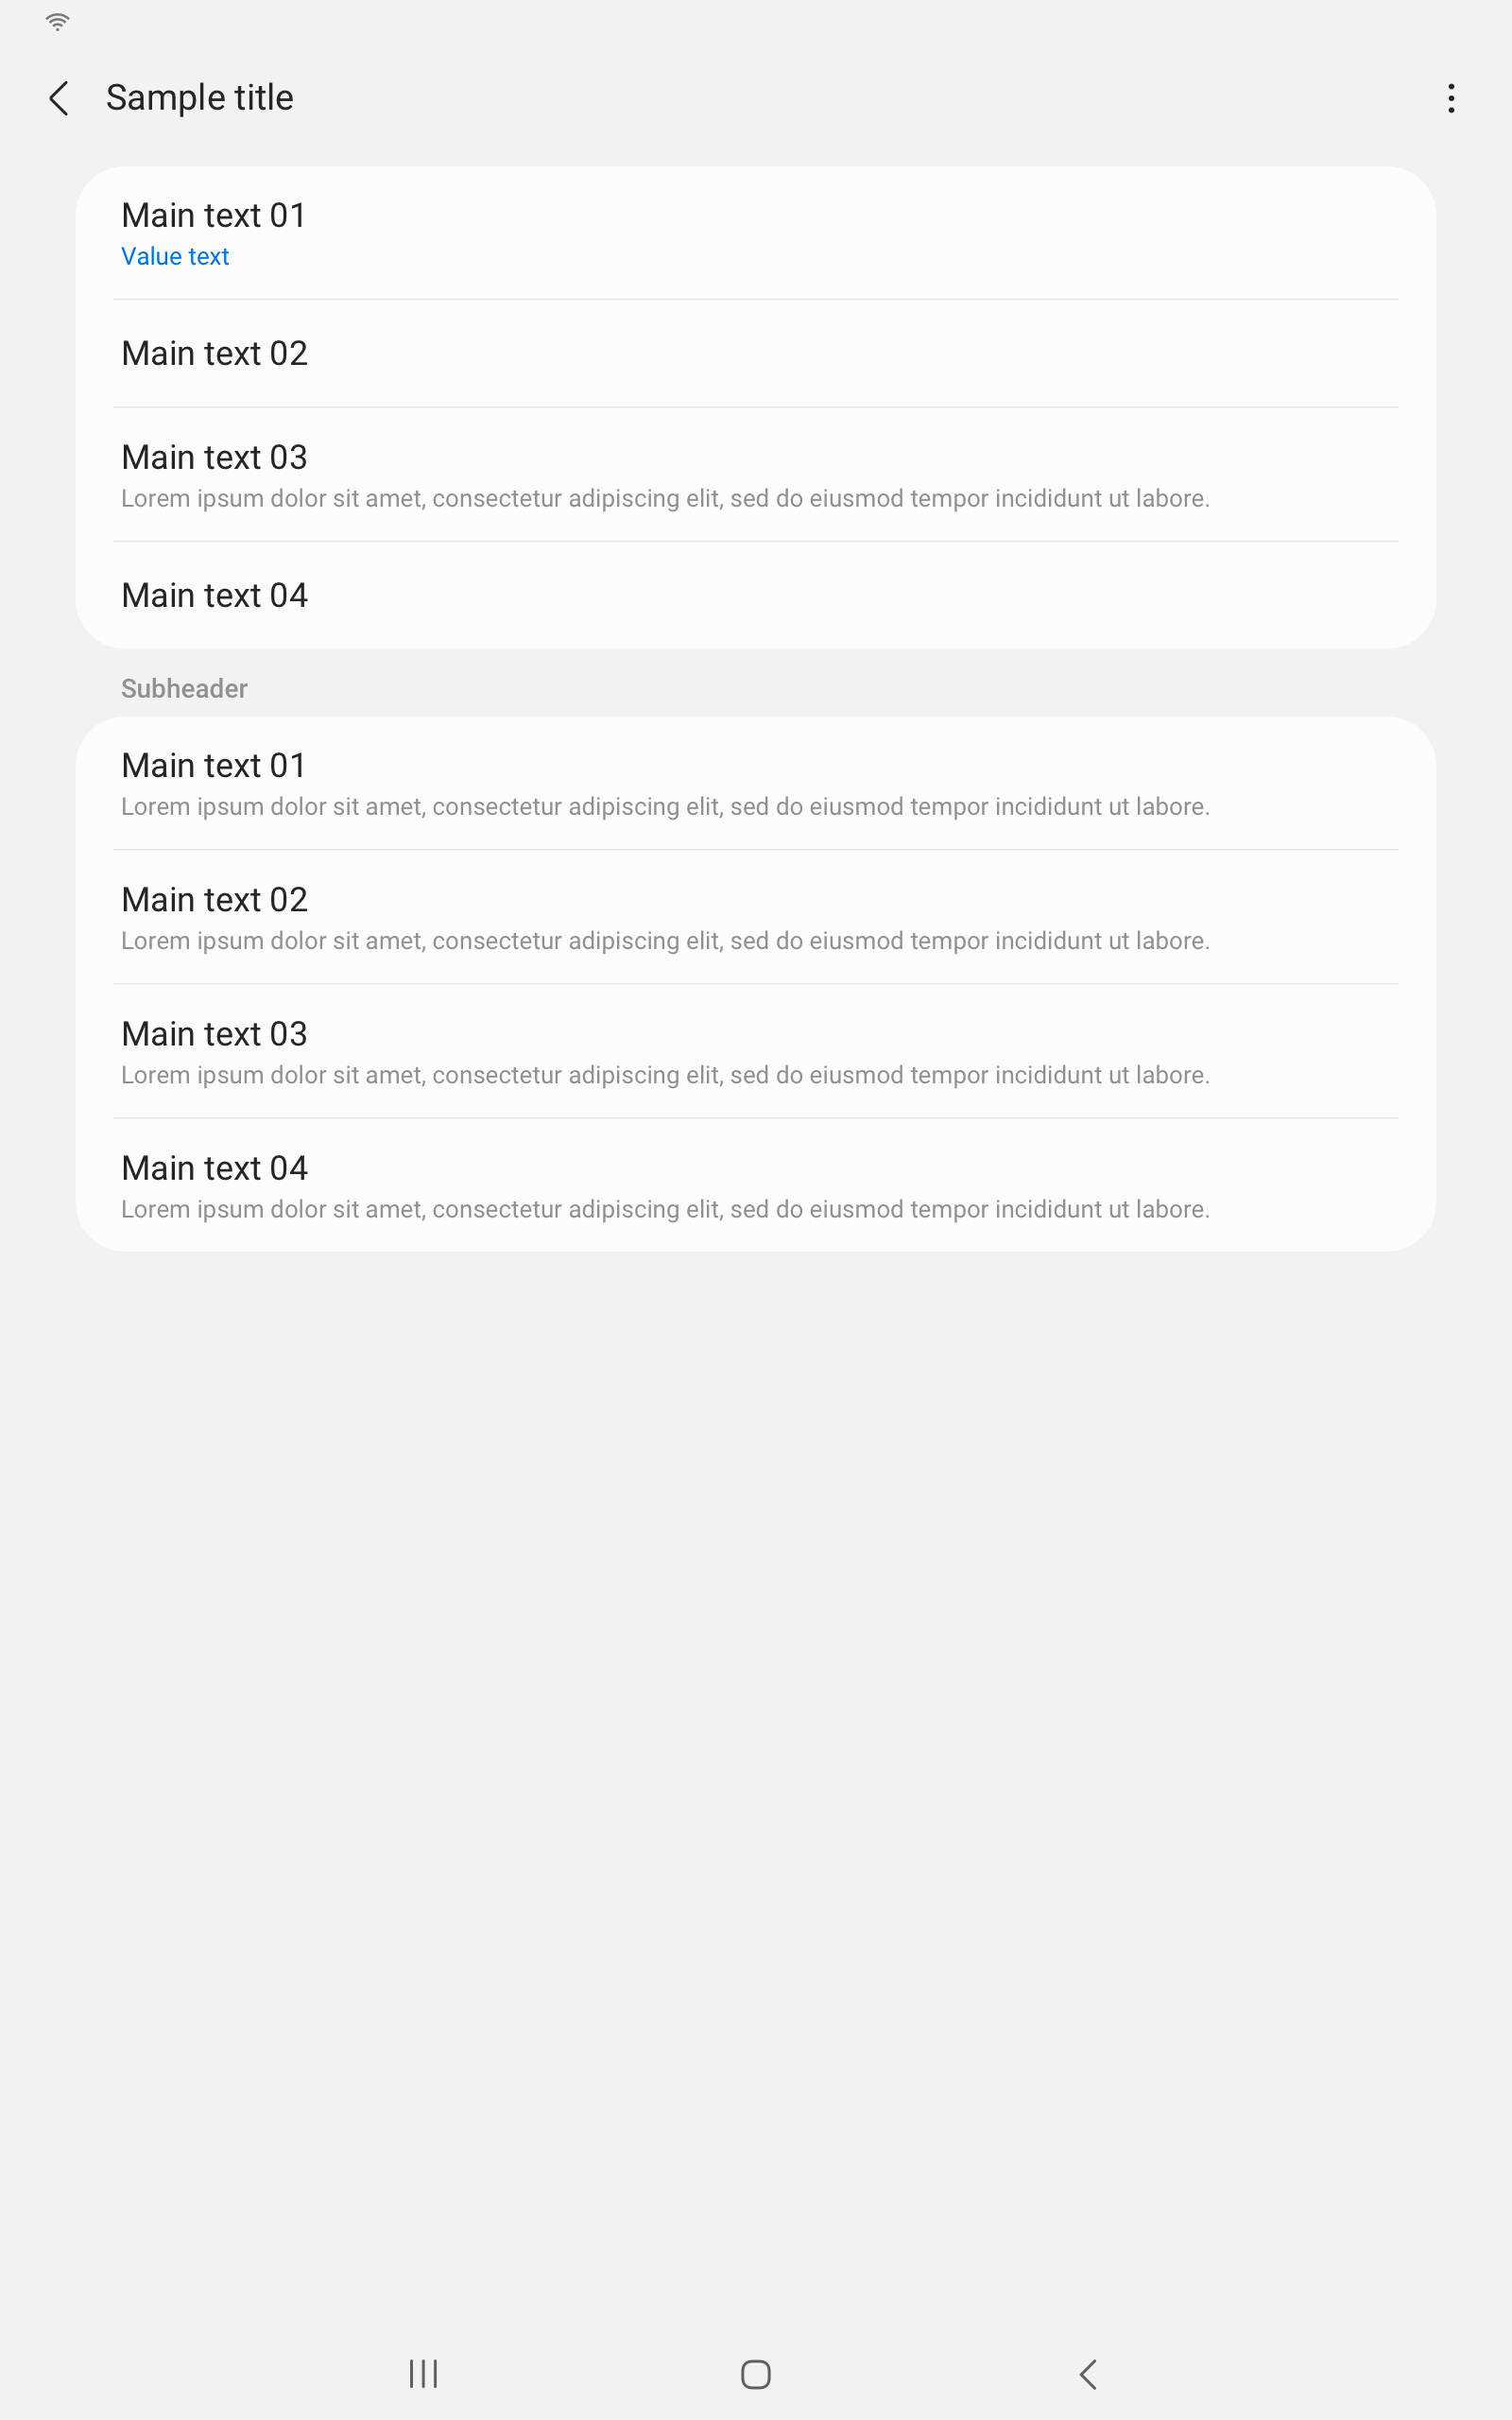 Sample title
Main text 01
Value text
Main text 02
Main text 03
Lorem ipsum dolor sit amet, consectetur adipiscing elit, sed do eiusmod tempor incididunt ut labore.
Main text 04
Subheader
Main text 01
Lorem ipsum dolor sit amet, consectetur adipiscing elit, sed do eiusmod tempor incididunt ut labore.
Main text 02
Lorem ipsum dolor sit amet, consectetur adipiscing elit, sed do eiusmod tempor incididunt ut labore.
Main text 03
Lorem ipsum dolor sit amet, consectetur adipiscing elit, sed do eiusmod tempor incididunt ut labore.
Main text 04
Lorem ipsum dolor sit amet, consectetur adipiscing elit, sed do eiusmod tempor incididunt ut labore.